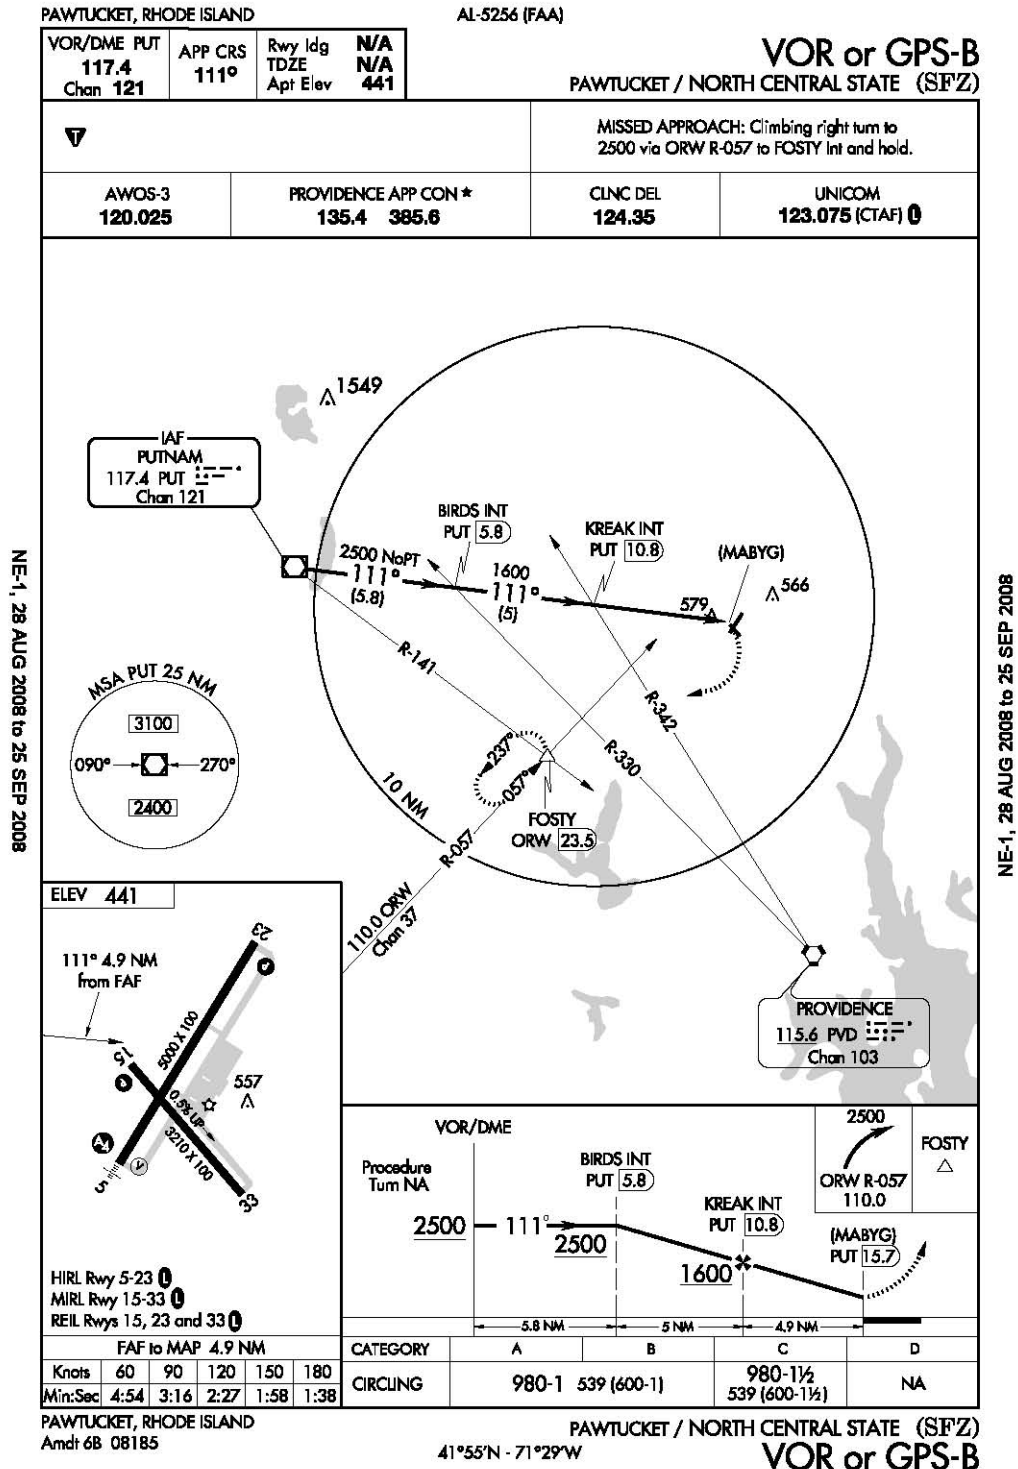 PAWTUCKET, RHODE ISLAND
AL-5256 (FAA)
VOR/DME PUT
117.4
Chan 121
APP CRS
111°
Rwy ldg N/A
TDZE N/A
Apt Elev 441
VOR or GPS-B
PAWTUCKET / NORTH CENTRAL STATE (SFZ)
T
MISSED APPROACH: Climbing right turn to
2500 via ORW R-057 to FOSTY Int and hold.
AWOS-3
120.025
PROVIDENCE APP CON ★
135.4 385.6
CLNC DEL
124.35
UNICOM
123.075 (CTAF) L
1549
IAF
PUTNAM
117.4 PUT
Chan 121
BIRDS INT
PUT 5.8
KREAK INT
PUT 10.8
(MABYG)
2500 NoPT
111°
(5.8)
1600
111°
(5)
579
566
R-141
R-342
R-330
MSA PUT 25 NM
3100
090°
270°
2400
237°
057°
10 NM
FOSTY
ORW 23.5
R-057
110.0 ORW
Chan 37
PROVIDENCE
115.6 PVD
Chan 103
NE-1, 28 AUG 2008 to 25 SEP 2008
NE-1, 28 AUG 2008 to 25 SEP 2008
ELEV 441
23
111° 4.9 NM
from FAF
15
5000 X 100
557
0.5% UP
3210 X 100
A4
V
5
33
HIRL Rwy 5-23 L
MIRL Rwy 15-33 L
REIL Rwys 15, 23 and 33 L
FAF to MAP 4.9 NM
Knots 60 90 120 150 180
Min:Sec 4:54 3:16 2:27 1:58 1:38
VOR/DME
Procedure
Turn NA
2500
111°
2500
BIRDS INT
PUT 5.8
KREAK INT
PUT 10.8
1600
(MABYG)
PUT 15.7
2500
ORW R-057
110.0
FOSTY
5.8 NM
5 NM
4.9 NM
CATEGORY A B C D
CIRCLING 980-1 539 (600-1) 980-1½ 539 (600-1½) NA
PAWTUCKET, RHODE ISLAND
Amdt 6B 08185
41°55'N - 71°29'W
PAWTUCKET / NORTH CENTRAL STATE (SFZ)
VOR or GPS-B